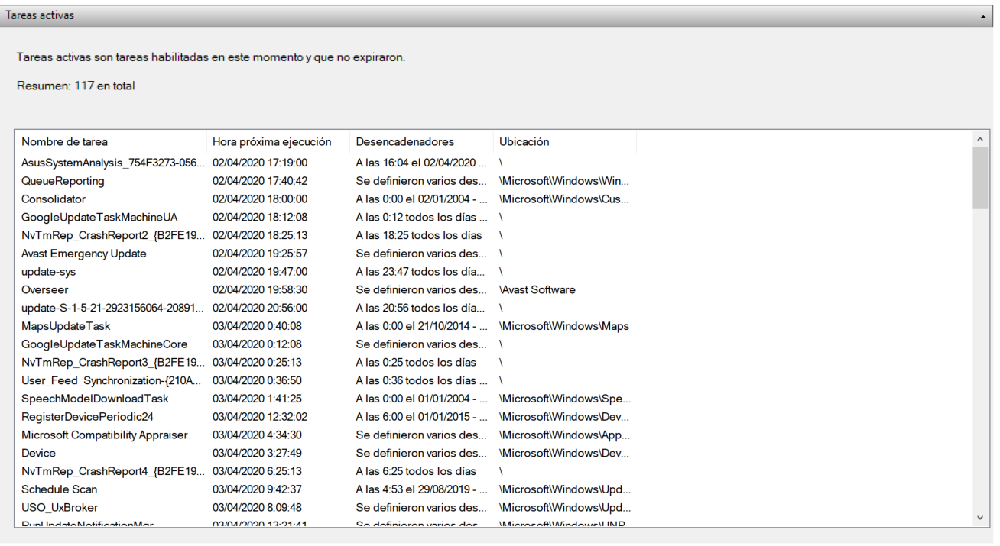 Tareas activas
Tareas activas son tareas habilitadas en este momento y que no expiraron.
Resumen: 117 en total
Nombre de tarea Hora próxima ejecución Desencadenadores Ubicación
AsusSystemAnalysis_754F3273-056... 02/04/2020 17:19:00 A las 16:04 el 02/04/2020 ... \
QueueReporting 02/04/2020 17:40:42 Se definieron varios des... \Microsoft\Windows\Win...
Consolidator 02/04/2020 18:00:00 A las 0:00 el 02/01/2004 - ... \Microsoft\Windows\Cus...
GoogleUpdateTaskMachineUA 02/04/2020 18:12:08 A las 0:12 todos los días ... \
NvTmRep_CrashReport2_{B2FE19... 02/04/2020 18:25:13 A las 18:25 todos los días \
Avast Emergency Update 02/04/2020 19:25:57 Se definieron varios des... \
update-sys 02/04/2020 19:47:00 A las 23:47 todos los día... \
Overseer 02/04/2020 19:58:30 Se definieron varios des... \Avast Software
update-S-1-5-21-2923156064-20891... 02/04/2020 20:56:00 A las 20:56 todos los día... \
MapsUpdateTask 03/04/2020 0:40:08 A las 0:00 el 21/10/2014 - ... \Microsoft\Windows\Maps
GoogleUpdateTaskMachineCore 03/04/2020 0:12:08 Se definieron varios des... \
NvTmRep_CrashReport3_{B2FE19... 03/04/2020 0:25:13 A las 0:25 todos los días \
User_Feed_Synchronization-{210A... 03/04/2020 0:36:50 A las 0:36 todos los días ... \
SpeechModelDownloadTask 03/04/2020 1:41:25 A las 0:00 el 01/01/2004 - ... \Microsoft\Windows\Spe...
RegisterDevicePeriodic24 03/04/2020 12:32:02 A las 6:00 el 01/01/2015 - ... \Microsoft\Windows\Dev...
Microsoft Compatibility Appraiser 03/04/2020 4:34:30 Se definieron varios des... \Microsoft\Windows\App...
Device 03/04/2020 3:27:49 Se definieron varios des... \Microsoft\Windows\Dev...
NvTmRep_CrashReport4_{B2FE19... 03/04/2020 6:25:13 A las 6:25 todos los días \
Schedule Scan 03/04/2020 9:42:37 A las 4:53 el 29/08/2019 - ... \Microsoft\Windows\Upd...
USO_UxBroker 03/04/2020 8:09:48 Se definieron varios des... \Microsoft\Windows\Upd...
RunUpdateNotificationMgr 03/04/2020 13:21:41 Se definieron varios des... \Microsoft\Windows\UNP